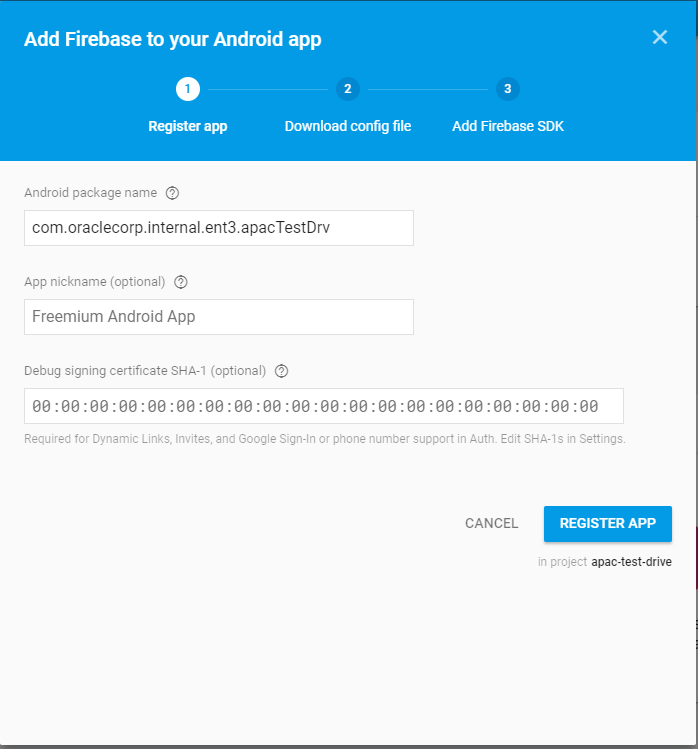 Add Firebase to your Android app
1 2 3
Register app Download config file Add Firebase SDK
Android package name ?
com.oraclecorp.internal.ent3.apacTestDrv
App nickname (optional) ?
Freemium Android App
Debug signing certificate SHA-1 (optional) ?
00:00:00:00:00:00:00:00:00:00:00:00:00:00:00:00:00:00:00:00
Required for Dynamic Links, Invites, and Google Sign-In or phone number support in Auth. Edit SHA-1s in Settings.
CANCEL REGISTER APP
in project apac-test-drive